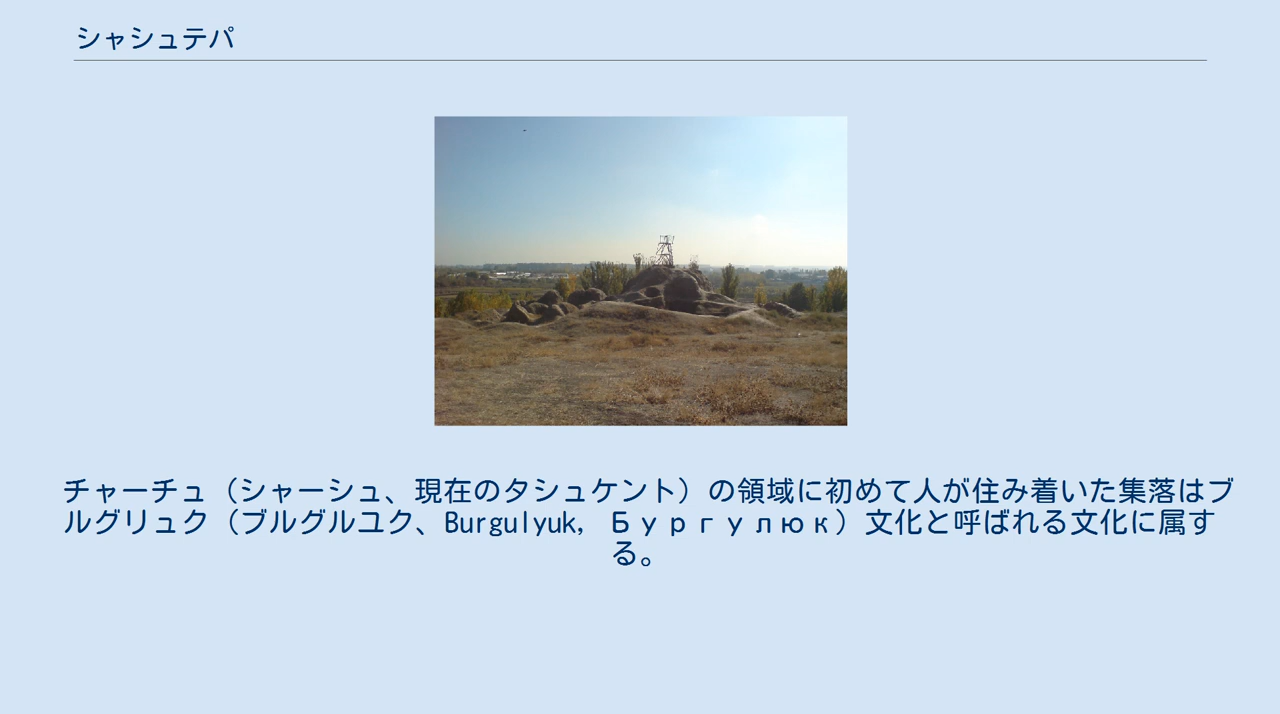 シャシュテパ
チャーチュ（シャーシュ、現在のタシュケント）の領域に初めて人が住み着いた集落はブ
ルグリュク（ブルグルユク、Burgulyuk, Бургулюк）文化と呼ばれる文化に属す
る。